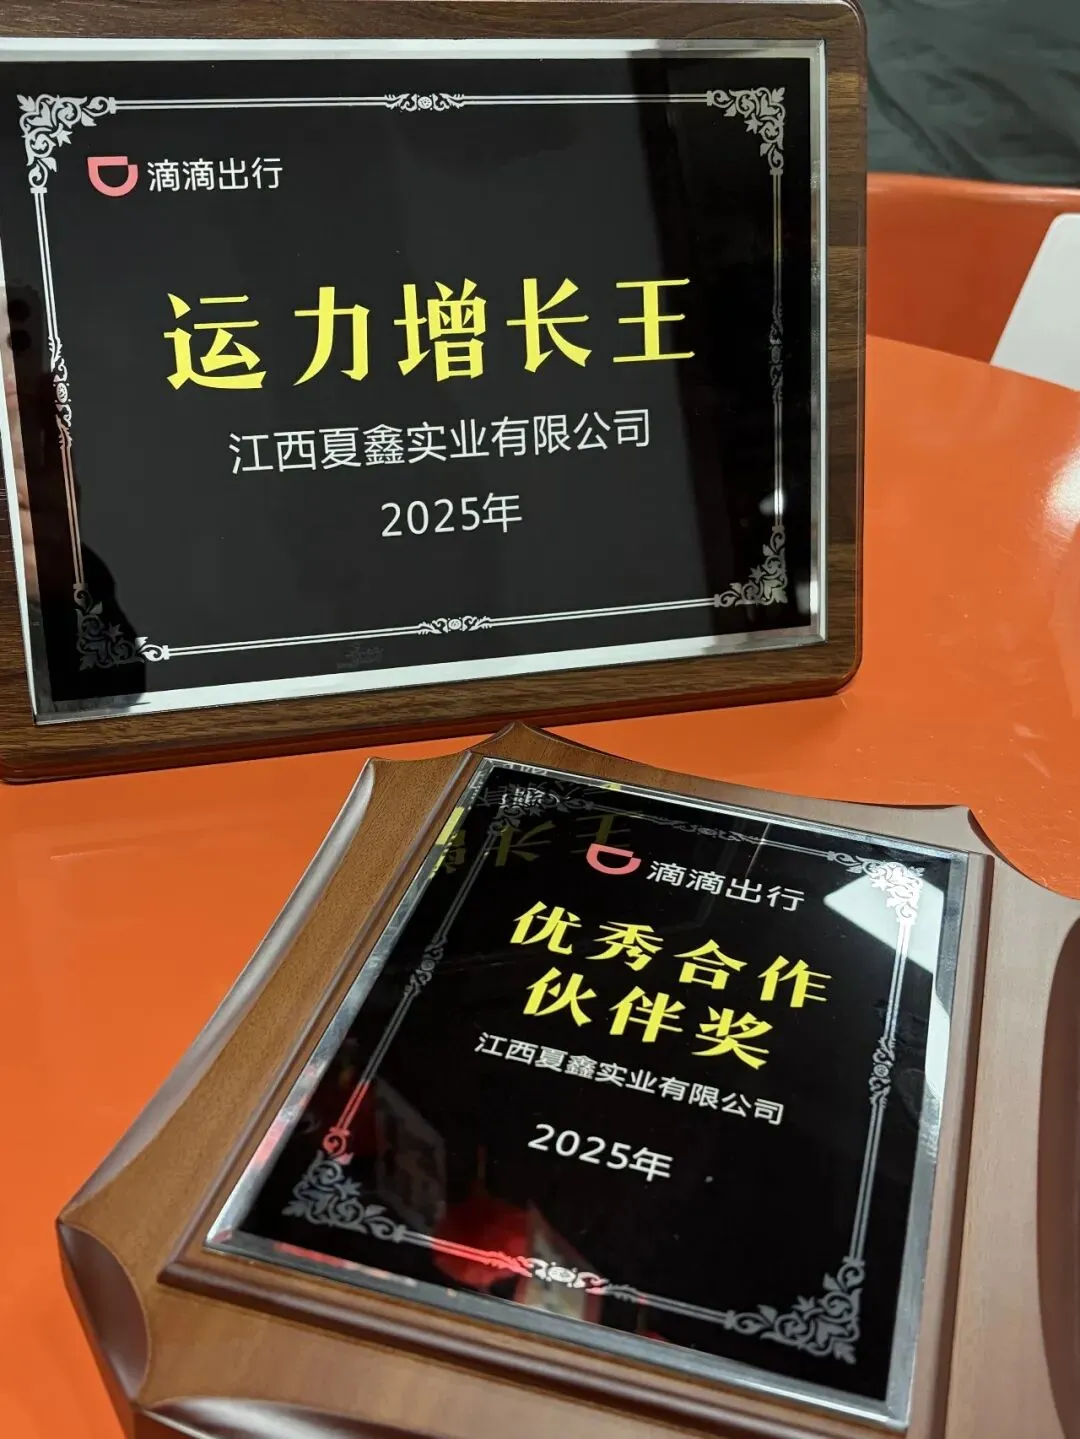 滴滴出行
运力增长王
江西夏鑫实业有限公司
2025年
滴滴出行
优秀合作
伙伴奖
江西夏鑫实业有限公司
2025年